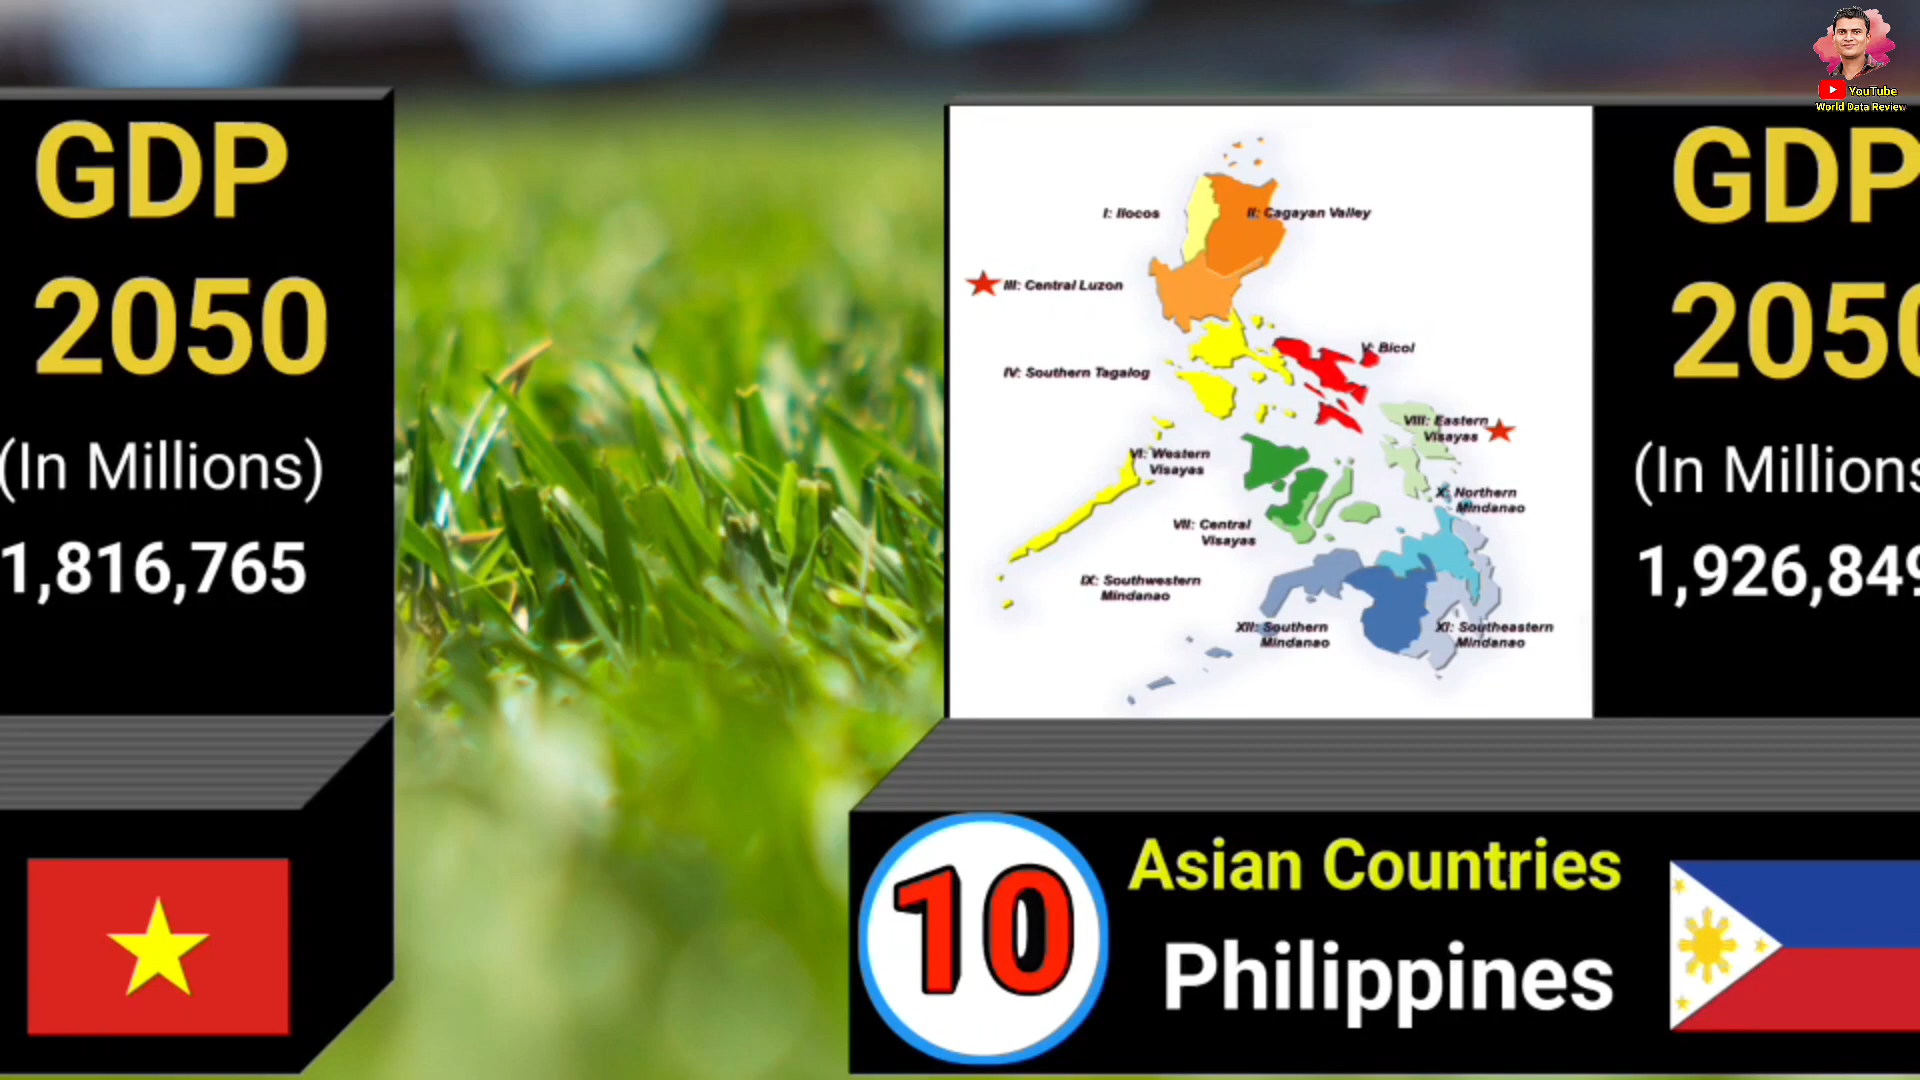 YouTube
World Data Review
GDP
2050
(In Millions)
1,816,765
I: Ilocos
II: Cagayan Valley
III: Central Luzon
V: Bicol
IV: Southern Tagalog
VIII: Eastern
Visayas
VI: Western
Visayas
X: Northern
Mindanao
VII: Central
Visayas
IX: Southwestern
Mindanao
XII: Southern
Mindanao
XI: Southeastern
Mindanao
GDP
2050
(In Millions
1,926,849
10
Asian Countries
Philippines